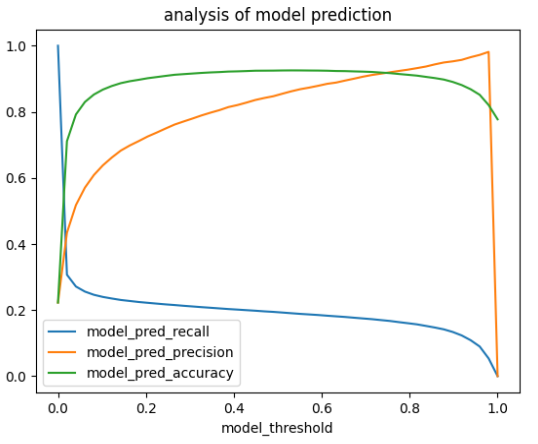 analysis of model prediction
1.0
0.8
0.6
0.4
0.2
0.0
model_pred_recall
model_pred_precision
model_pred_accuracy
0.0 0.2 0.4 0.6 0.8 1.0
model_threshold